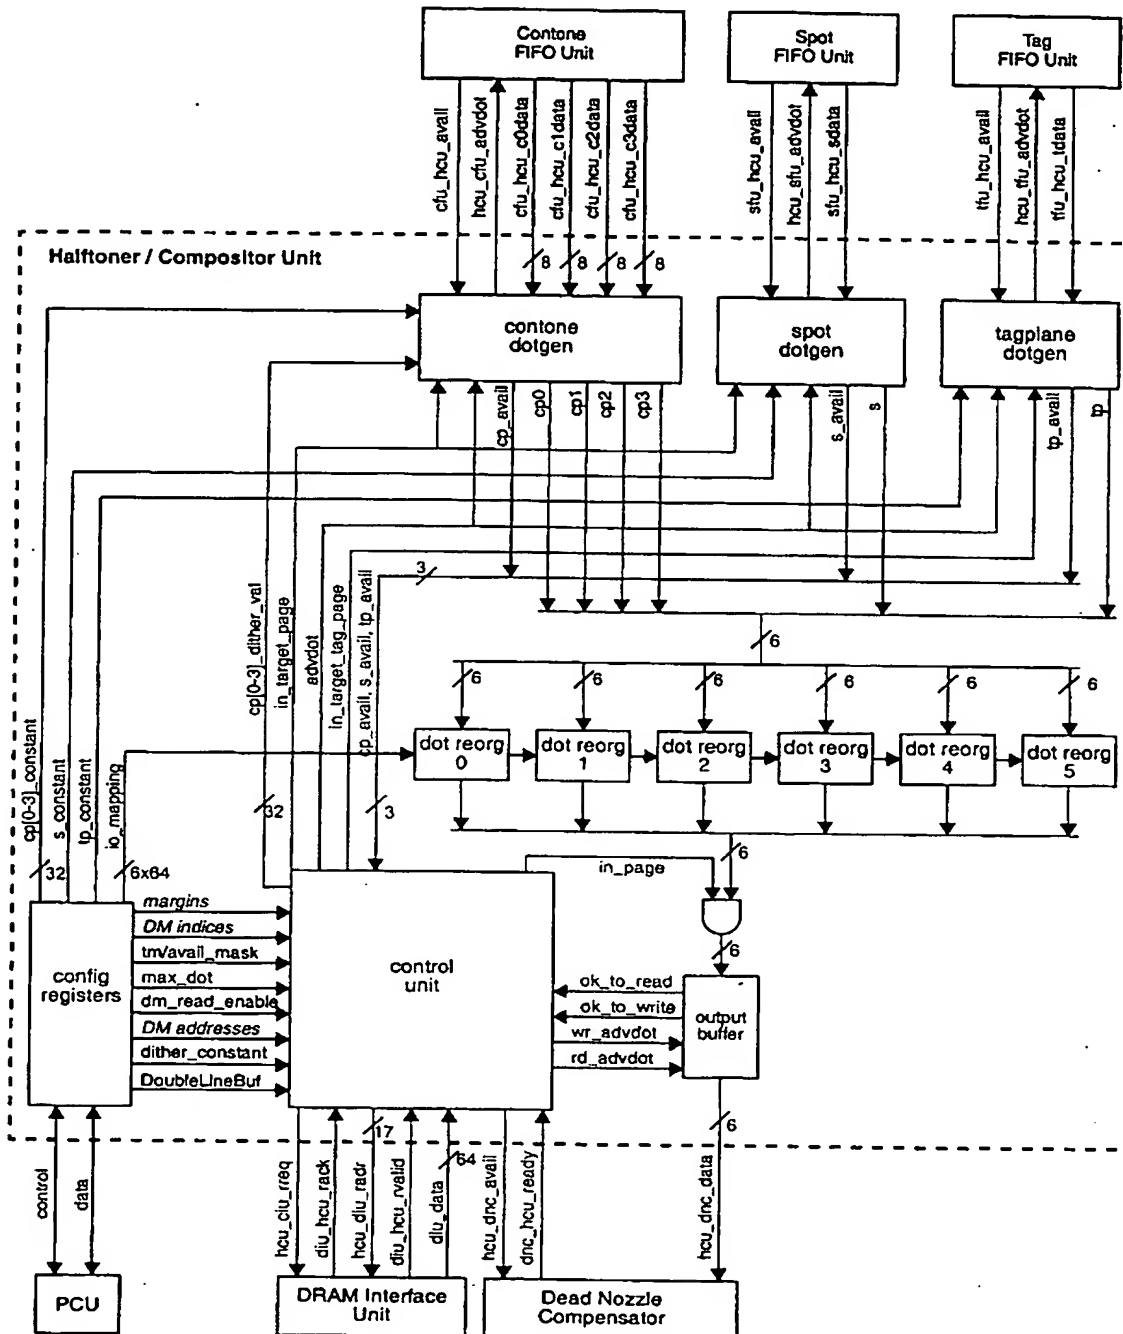 Contone
FIFO Unit
Spot
FIFO Unit
Tag
FIFO Unit
cfu_hcu_avail
hcu_cfu_advdot
cfu_hcu_c0data
cfu_hcu_c1data
cfu_hcu_c2data
cfu_hcu_c3data
sfu_hcu_avail
hcu_sfu_advdot
sfu_hcu_sdata
tfu_hcu_avail
hcu_tfu_advdot
tfu_hcu_tdata
Halftoner / Compositor Unit
8
8
8
8
contone
dotgen
spot
dotgen
tagplane
dotgen
cp_avail
cp0
cp1
cp2
cp3
s_avail
s
tp_avail
tp
3
6
cp[0-3]_constant
s_constant
tp_constant
io_mapping
cp[0-3]_dither_val
in_target_page
advdot
in_target_tag_page
cp_avail, s_avail, tp_avail
6
6
6
6
6
6
dot reorg
0
dot reorg
1
dot reorg
2
dot reorg
3
dot reorg
4
dot reorg
5
32
3
6
32
6x64
in_page
6
config
registers
margins
DM indices
tm/avail_mask
max_dot
dm_read_enable
DM addresses
dither_constant
DoubleLineBuf
control
unit
ok_to_read
ok_to_write
wr_advdot
rd_advdot
output
buffer
17
64
6
control
data
hcu_diu_rreq
diu_hcu_rack
hcu_diu_radr
diu_hcu_rvalid
diu_data
hcu_dnc_avail
dnc_hcu_ready
hcu_dnc_data
PCU
DRAM Interface
Unit
Dead Nozzle
Compensator